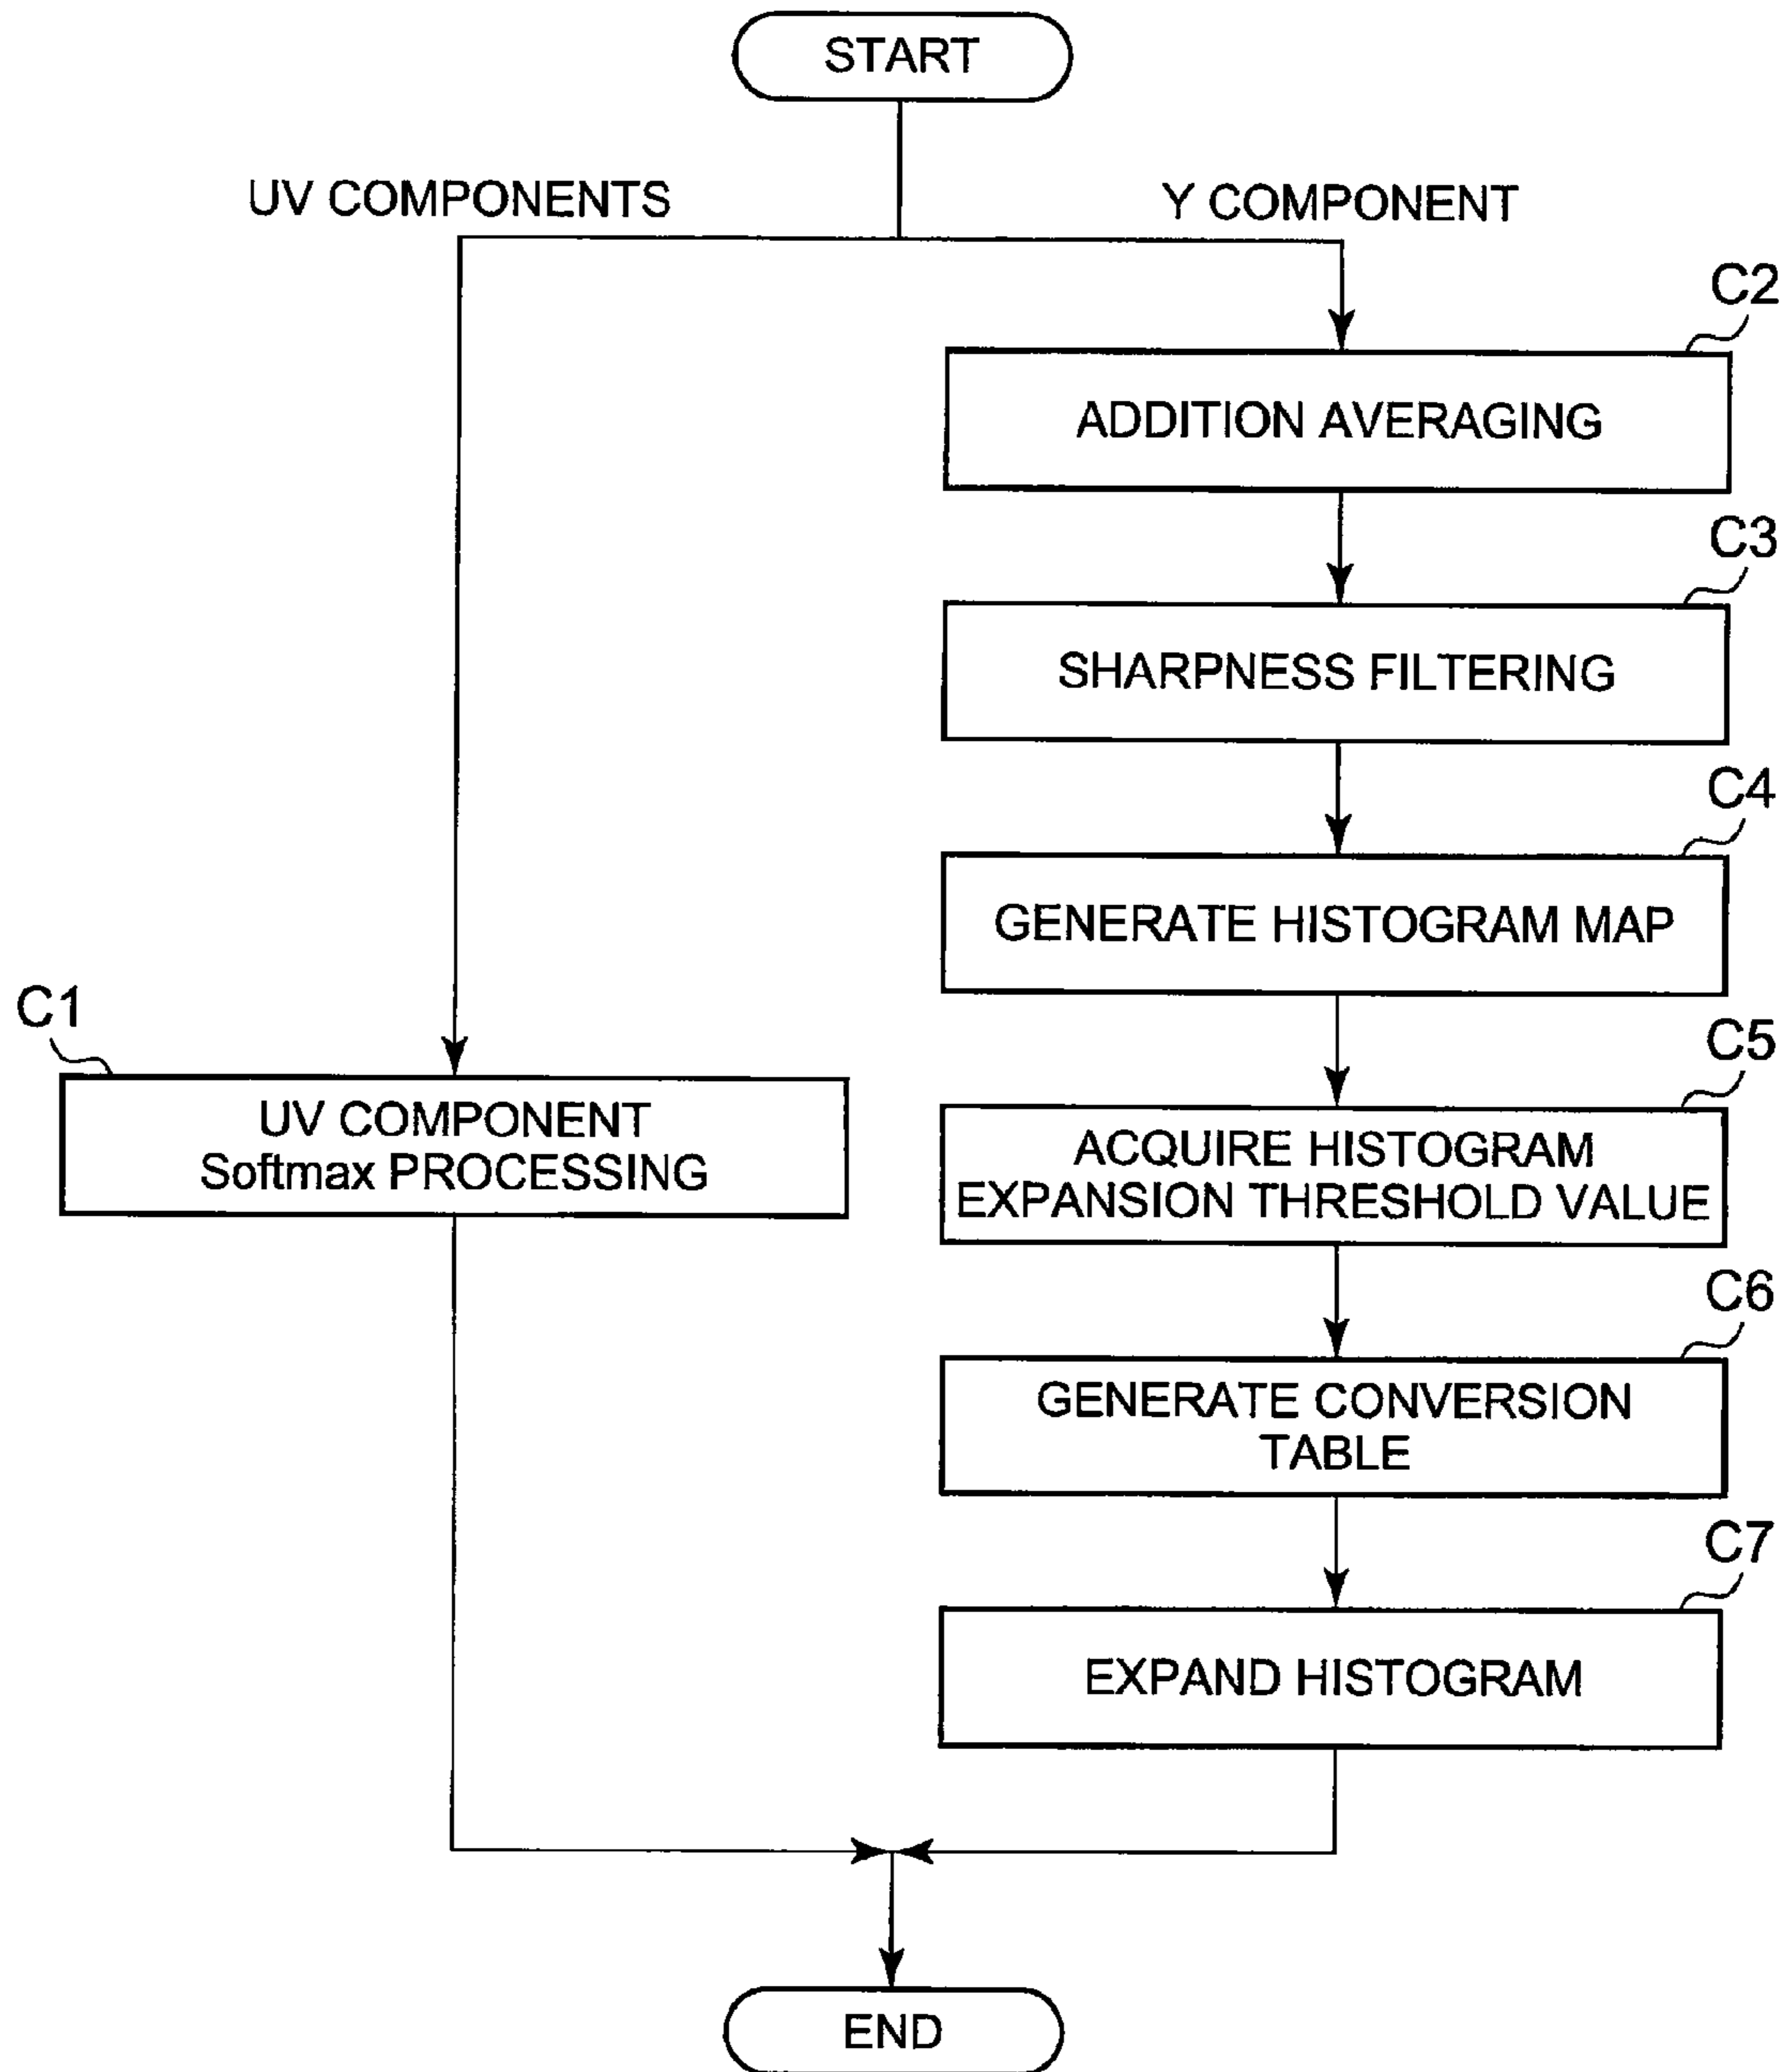 START
UV COMPONENTS
Y COMPONENT
C2
ADDITION AVERAGING
C3
SHARPNESS FILTERING
C4
GENERATE HISTOGRAM MAP
C1
UV COMPONENT
Softmax PROCESSING
C5
ACQUIRE HISTOGRAM
EXPANSION THRESHOLD VALUE
C6
GENERATE CONVERSION
TABLE
C7
EXPAND HISTOGRAM
END